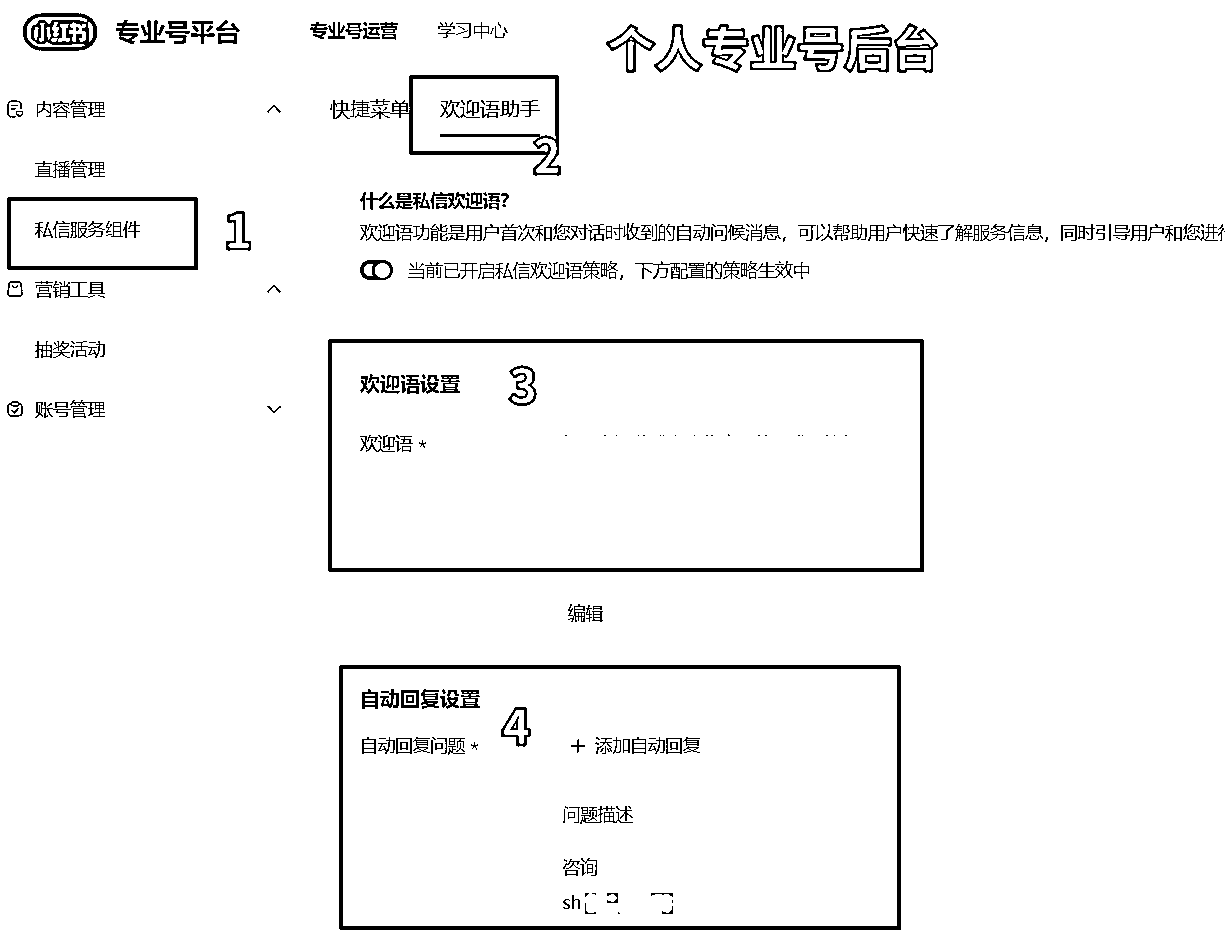 小红书 专业号平台 专业号运营 学习中心 个人专业号后台
内容管理
直播管理
私信服务组件 1
营销工具
抽奖活动
账号管理
快捷菜单 欢迎语助手
2
什么是私信欢迎语?
欢迎语功能是用户首次和您对话时收到的自动问候消息，可以帮助用户快速了解服务信息，同时引导用户和您进行
当前已开启私信欢迎语策略，下方配置的策略生效中
欢迎语设置 3
欢迎语 *
编辑
自动回复设置
4
自动回复问题 * + 添加自动回复
问题描述
咨询
sh